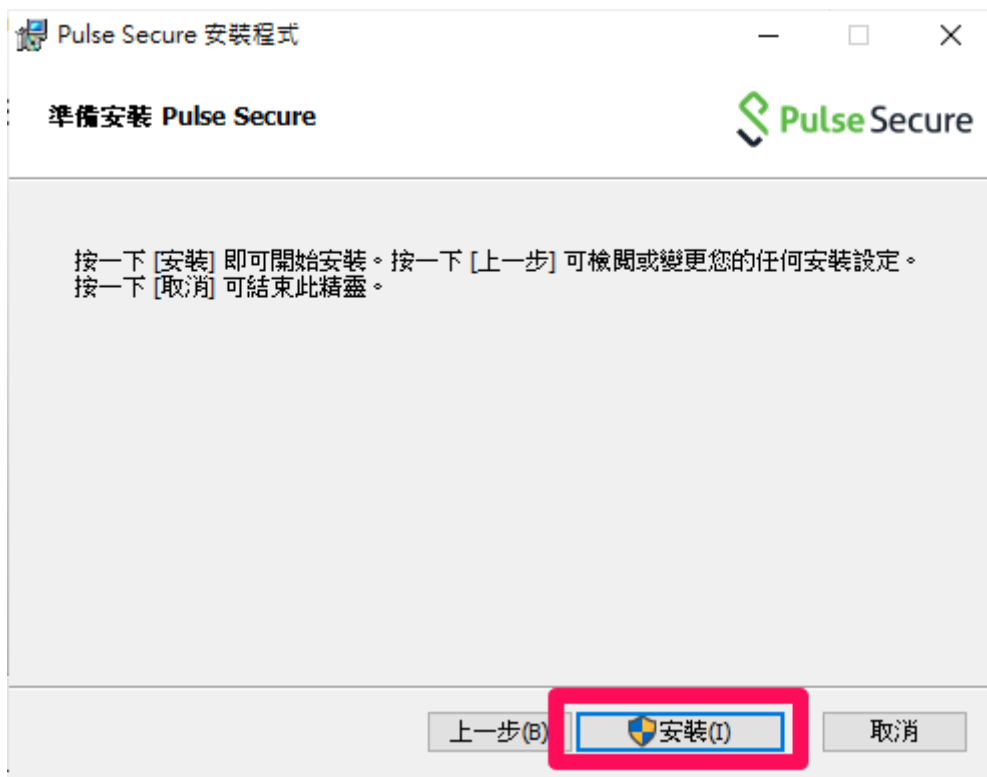 Pulse Secure 安裝程式
準備安裝 Pulse Secure
Pulse Secure
按一下 [安裝] 即可開始安裝。按一下 [上一步] 可檢閱或變更您的任何安裝設定。
按一下 [取消] 可結束此精靈。
上一步(B)
安裝(I)
取消